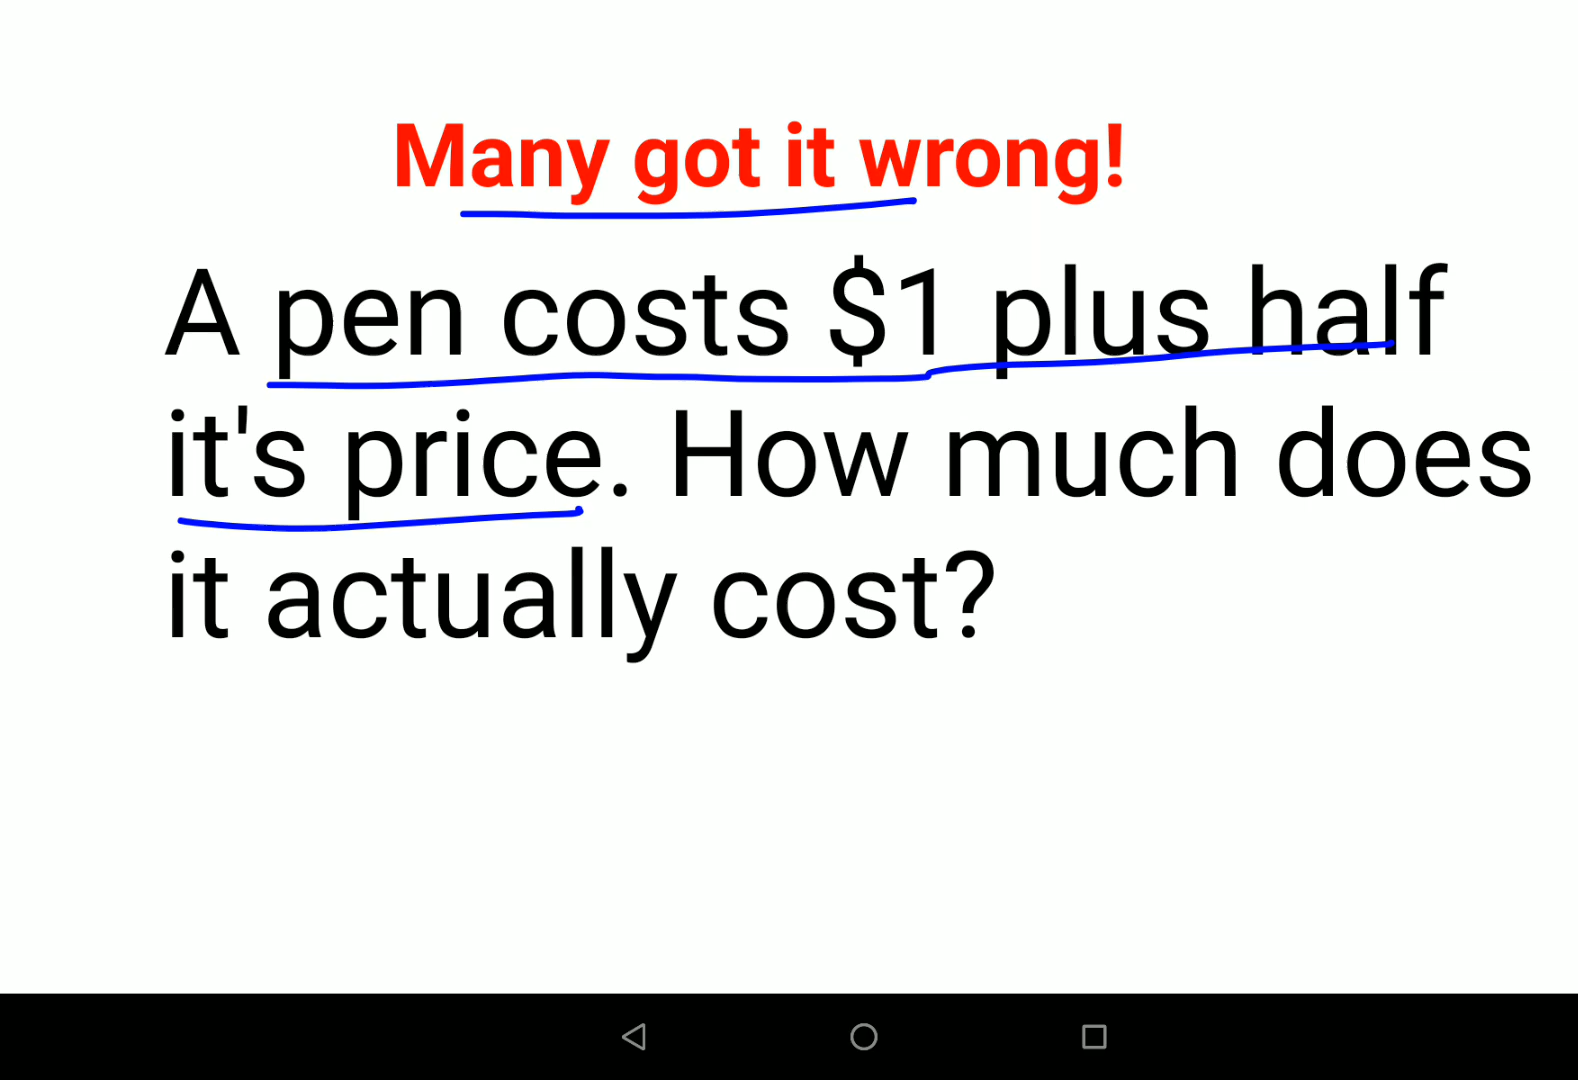 Many got it wrong!
A pen costs $1 plus half
it's price. How much does
it actually cost?